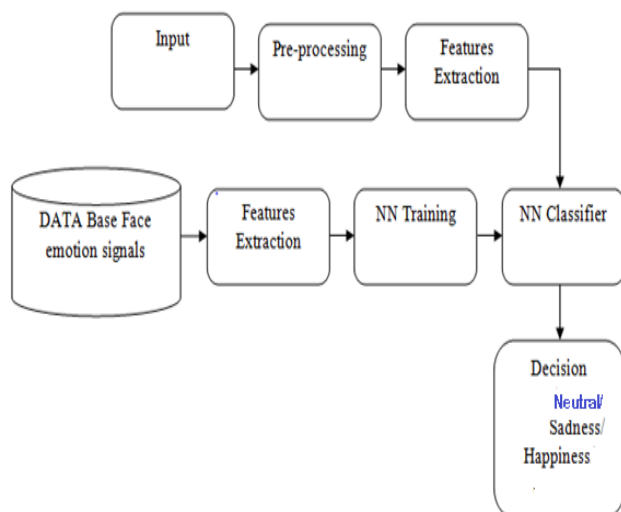 Input
Pre-processing
Features
Extraction
DATA Base Face
emotion signals
Features
Extraction
NN Training
NN Classifier
Decision
Neutral/
Sadness/
Happiness